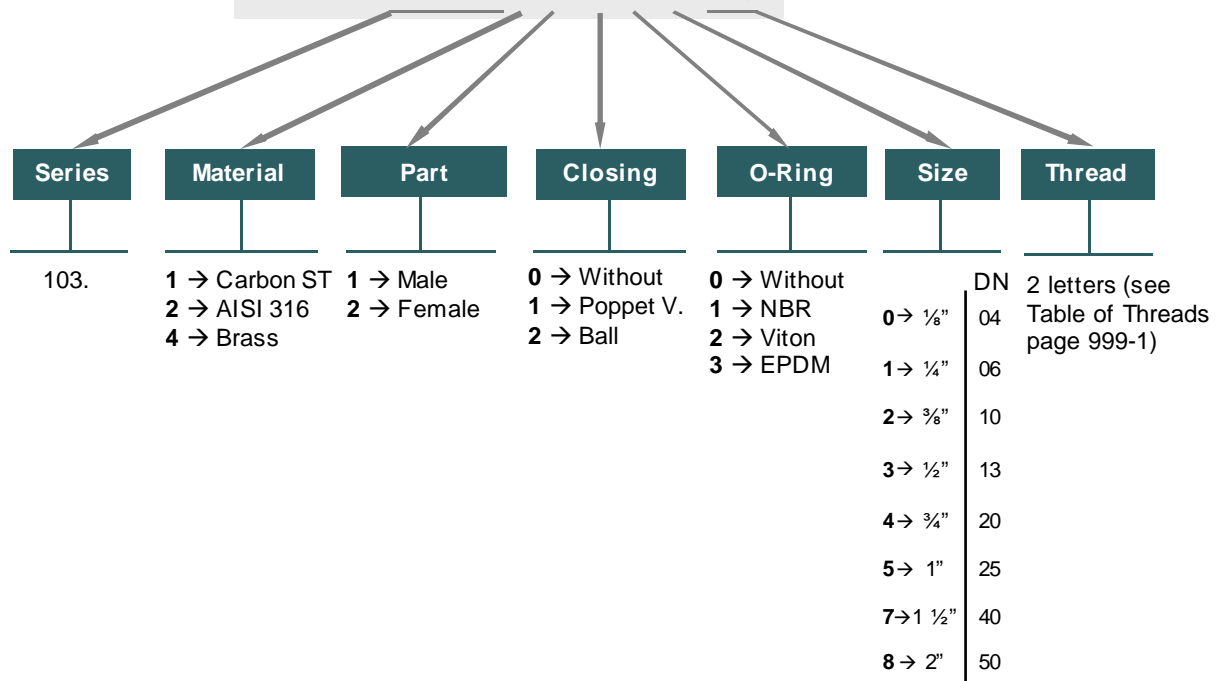 Series
Material
Part
Closing
O-Ring
Size
Thread
103.
1 → Carbon ST
2 → AISI 316
4 → Brass
1 → Male
2 → Female
0 → Without
1 → Poppet V.
2 → Ball
0 → Without
1 → NBR
2 → Viton
3 → EPDM
DN
0→ ⅛” 04
1→ ¼” 06
2→ ⅜” 10
3→ ½” 13
4→ ¾” 20
5→ 1” 25
7→1 ½” 40
8→ 2” 50
2 letters (see
Table of Threads
page 999-1)